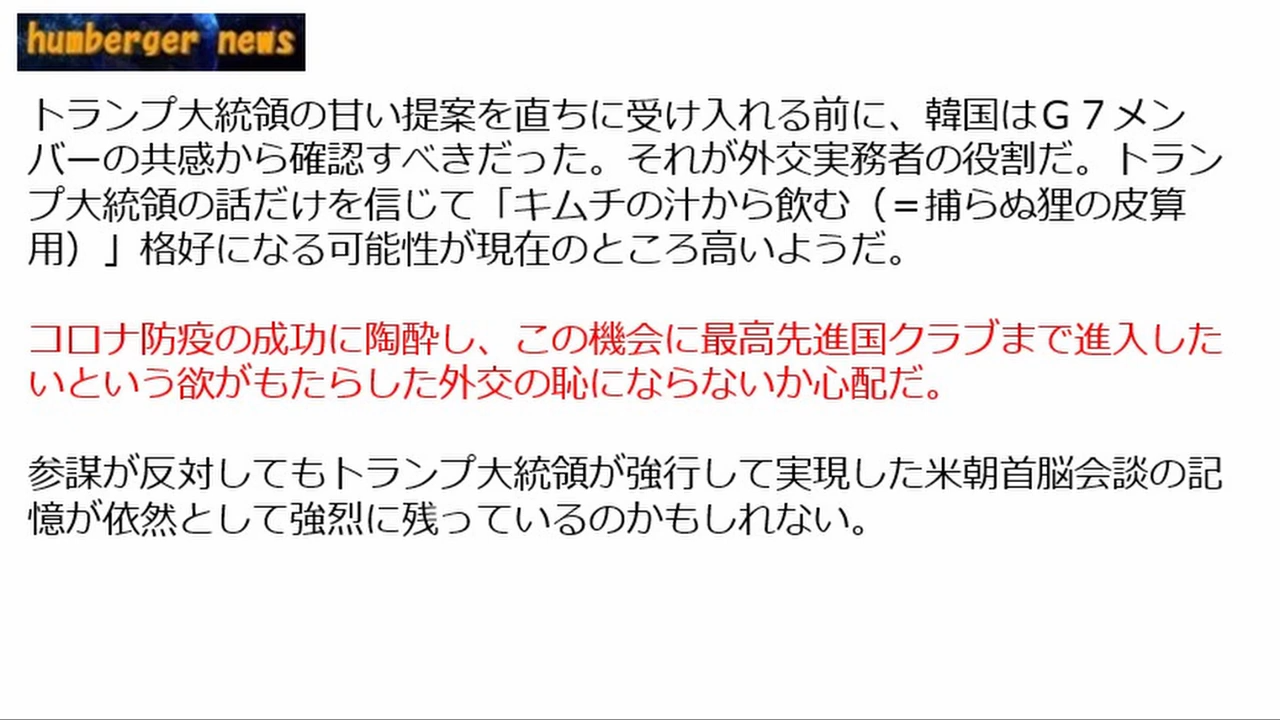 humberger news
トランプ大統領の甘い提案を直ちに受け入れる前に、韓国はＧ７メン
バーの共感から確認すべきだった。それが外交実務者の役割だ。トラン
プ大統領の話だけを信じて「キムチの汁から飲む（＝捕らぬ狸の皮算
用）」格好になる可能性が現在のところ高いようだ。
コロナ防疫の成功に陶酔し、この機会に最高先進国クラブまで進入した
いという欲がもたらした外交の恥にならないか心配だ。
参謀が反対してもトランプ大統領が強行して実現した米朝首脳会談の記
憶が依然として強烈に残っているのかもしれない。